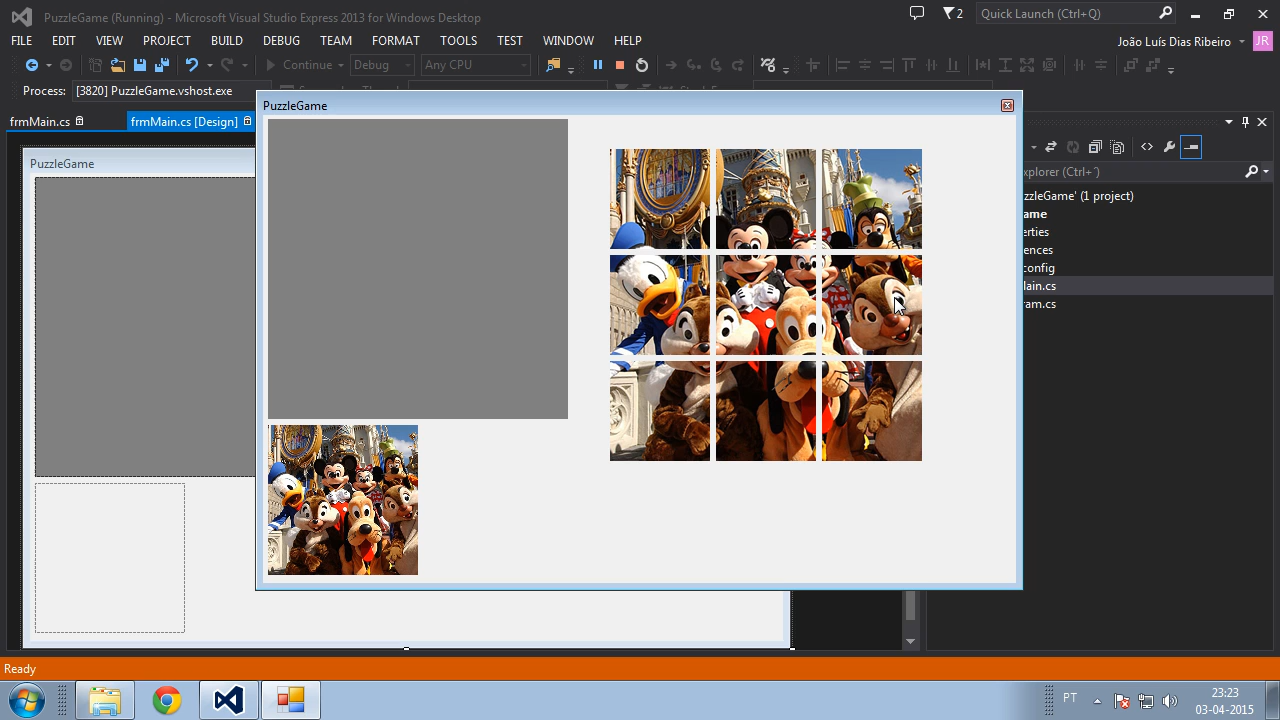 PuzzleGame (Running) - Microsoft Visual Studio Express 2013 for Windows Desktop
2
Quick Launch (Ctrl+Q)
FILE EDIT VIEW PROJECT BUILD DEBUG TEAM FORMAT TOOLS TEST WINDOW HELP
João Luís Dias Ribeiro JR
Continue Debug Any CPU
Process: [3820] PuzzleGame.vshost.exe
PuzzleGame
frmMain.cs frmMain.cs [Design]
PuzzleGame
xplorer (Ctrl+´)
zzleGame' (1 project)
ame
erties
ences
config
Main.cs
ram.cs
Ready
PT
23:23
03-04-2015